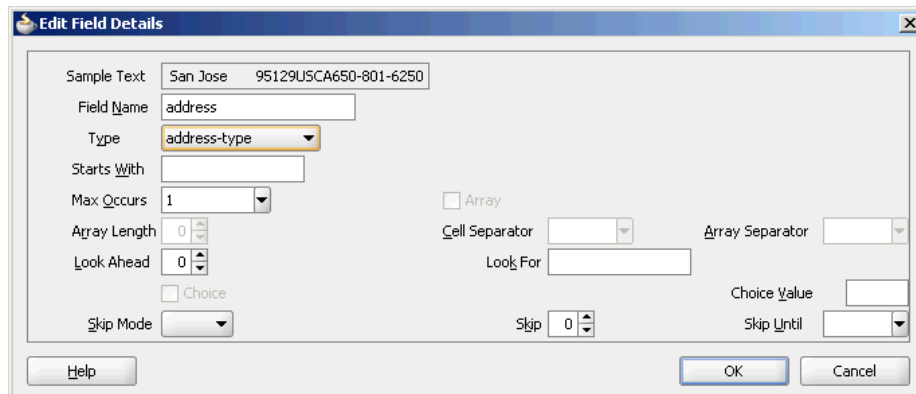 Edit Field Details
Sample Text San Jose 95129USCA650-801-6250
Field Name address
Type address-type
Starts With
Max Occurs 1 Array
Array Length 0 Cell Separator Array Separator
Look Ahead 0 Look For
Choice Choice Value
Skip Mode Skip 0 Skip Until
Help OK Cancel